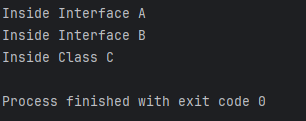 Inside Interface A
Inside Interface B
Inside Class C
Process finished with exit code 0